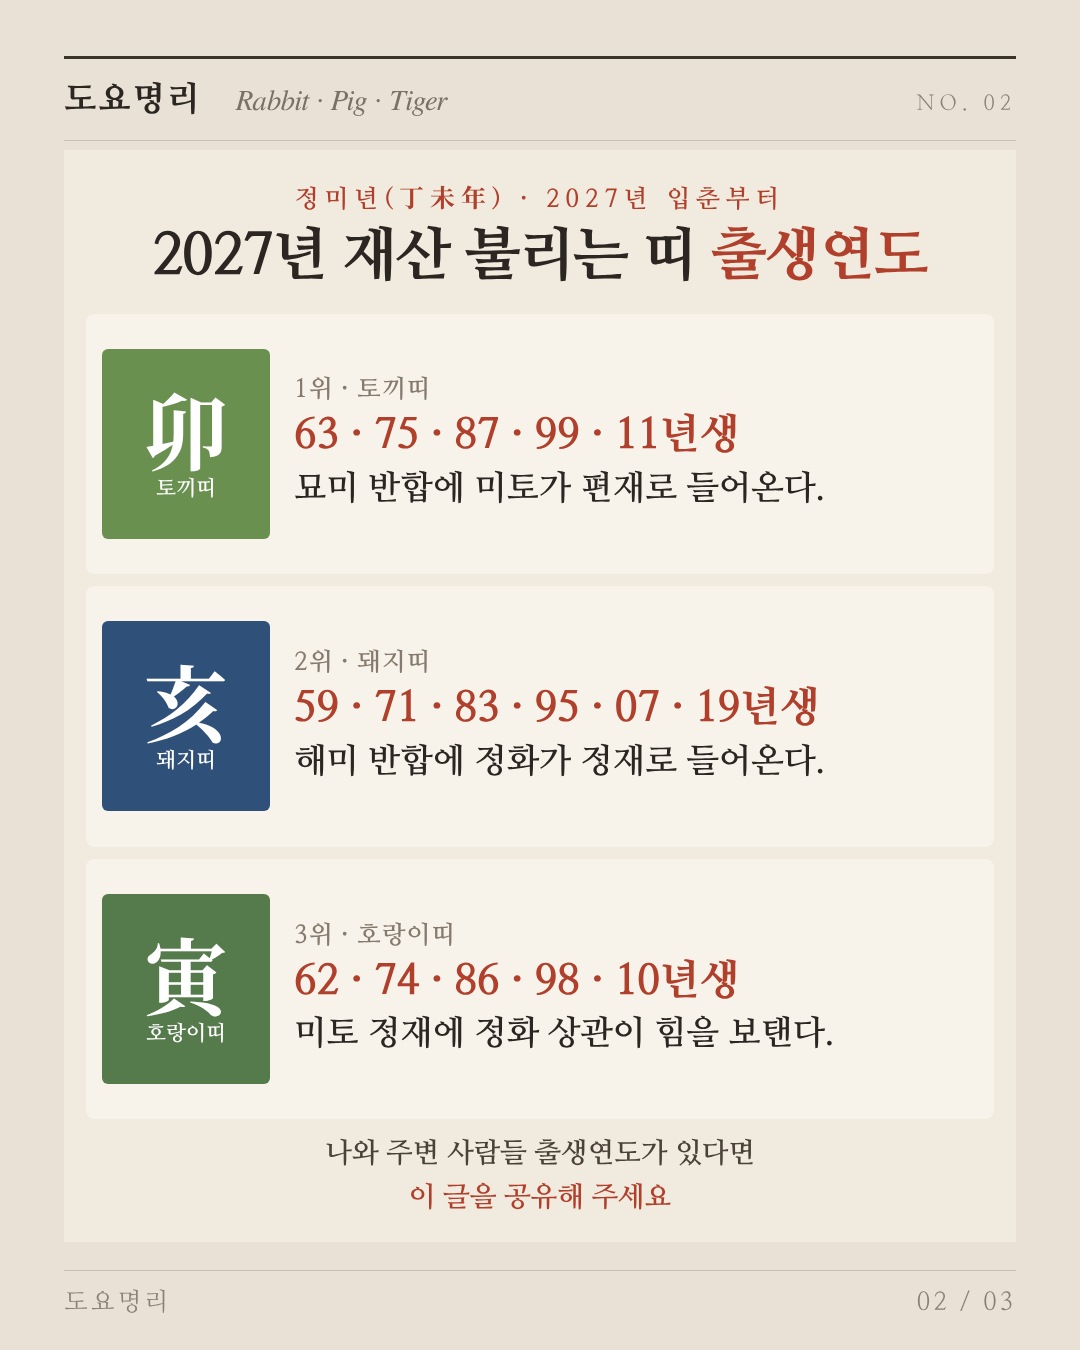 도요명리 Rabbit · Pig · Tiger NO. 02
정미년(丁未年) · 2027년 입춘부터
2027년 재산 불리는 띠 출생연도
卯
토끼띠
1위 · 토끼띠
63 · 75 · 87 · 99 · 11년생
묘미 반합에 미토가 편재로 들어온다.
亥
돼지띠
2위 · 돼지띠
59 · 71 · 83 · 95 · 07 · 19년생
해미 반합에 정화가 정재로 들어온다.
寅
호랑이띠
3위 · 호랑이띠
62 · 74 · 86 · 98 · 10년생
미토 정재에 정화 상관이 힘을 보탠다.
나와 주변 사람들 출생연도가 있다면
이 글을 공유해 주세요
도요명리 02 / 03